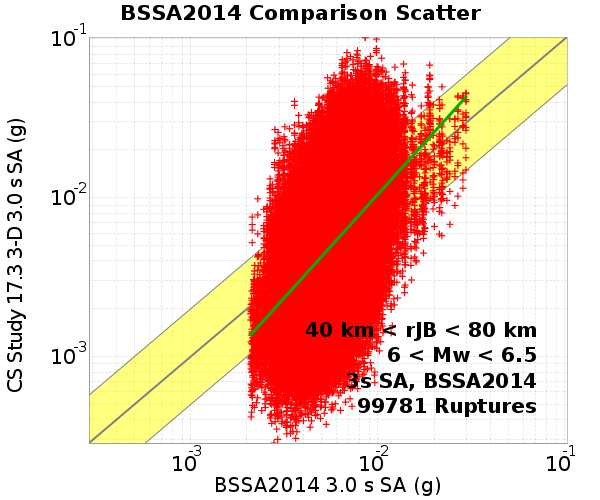 BSSA2014 Comparison Scatter
10-1
10-2
10-3
CS Study 17.3 3-D 3.0 s SA (g)
40 km < rJB < 80 km
6 < Mw < 6.5
3s SA, BSSA2014
99781 Ruptures
10-3 10-2 10-1
BSSA2014 3.0 s SA (g)